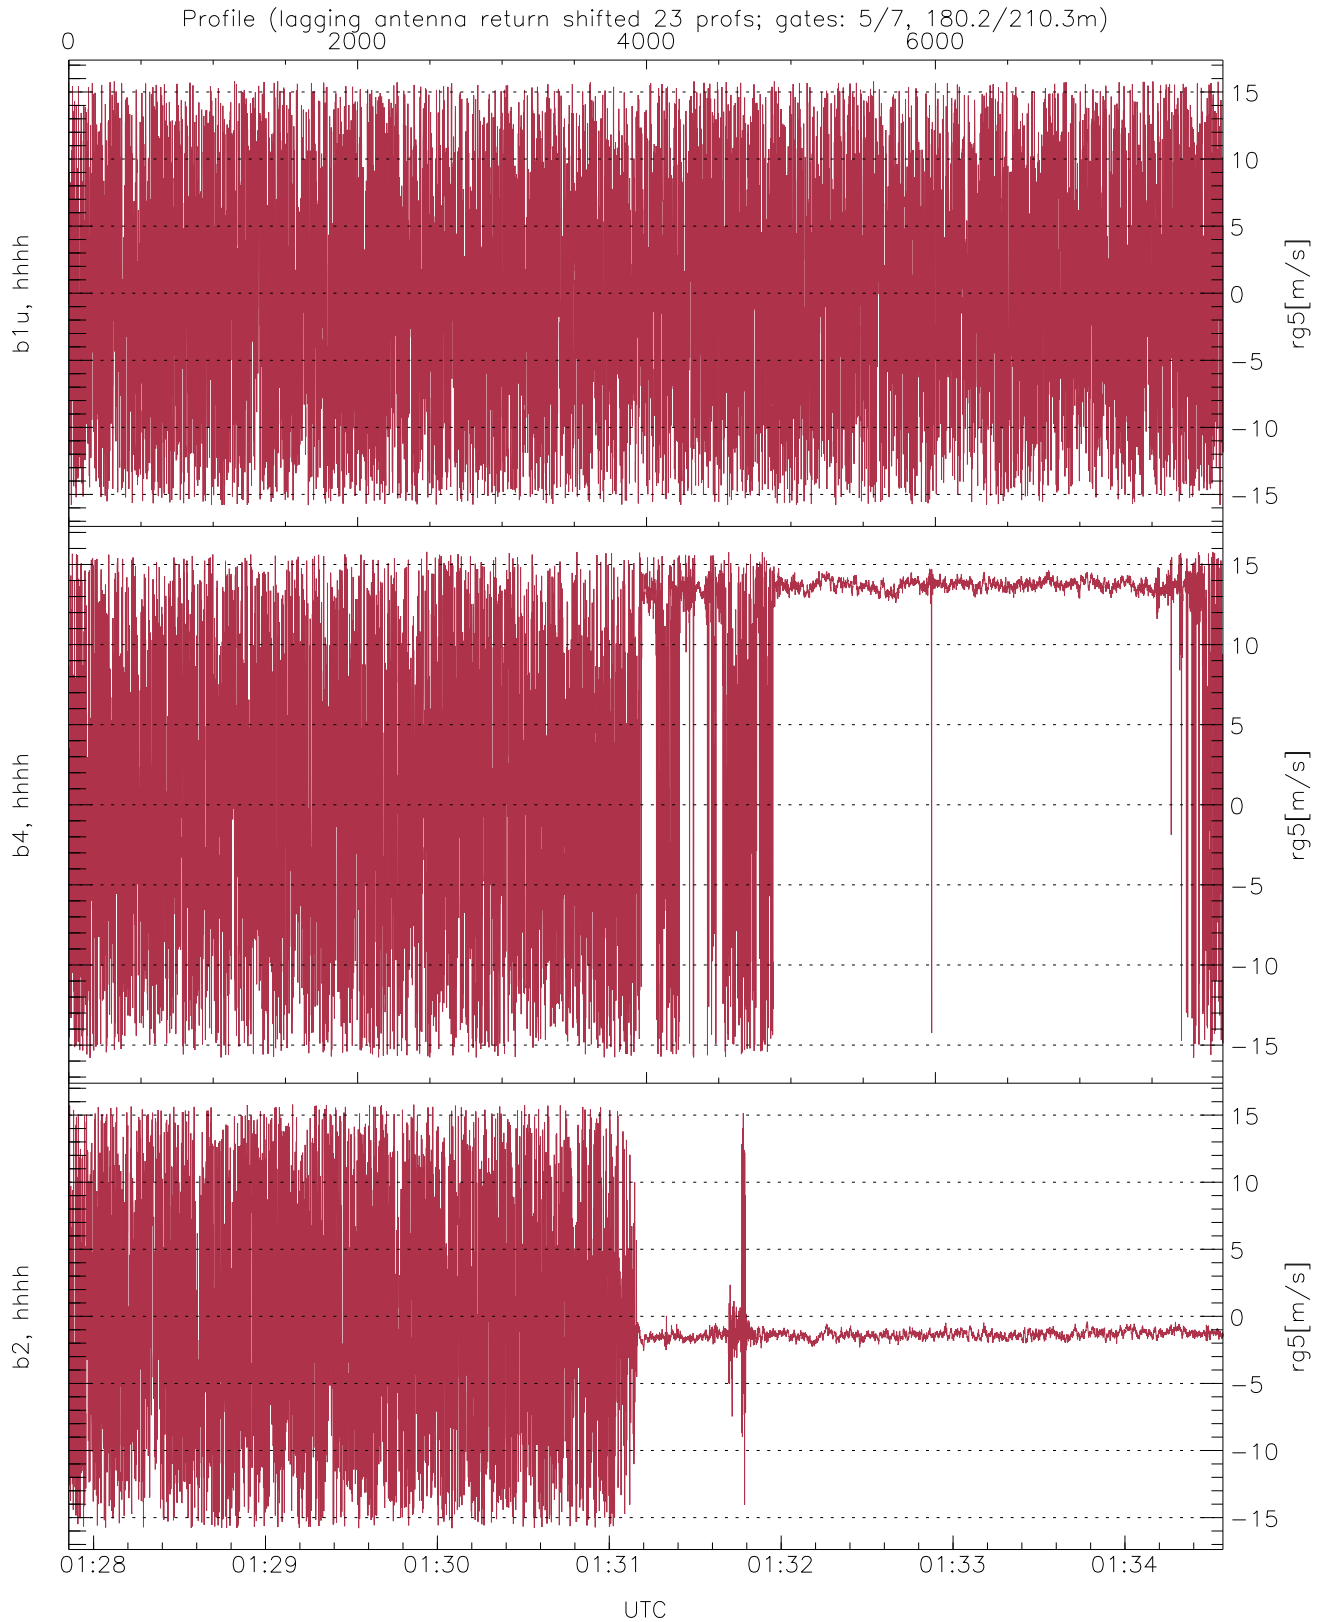 Profile (lagging antenna return shifted 23 profs; gates: 5/7, 180.2/210.3m)
0 2000 4000 6000
15
10
5
0
-5
-10
-15
b1u, hhhh
rg5[m/s]
15
10
5
0
-5
-10
-15
b4, hhhh
rg5[m/s]
15
10
5
0
-5
-10
-15
b2, hhhh
rg5[m/s]
01:28 01:29 01:30 01:31 01:32 01:33 01:34
UTC